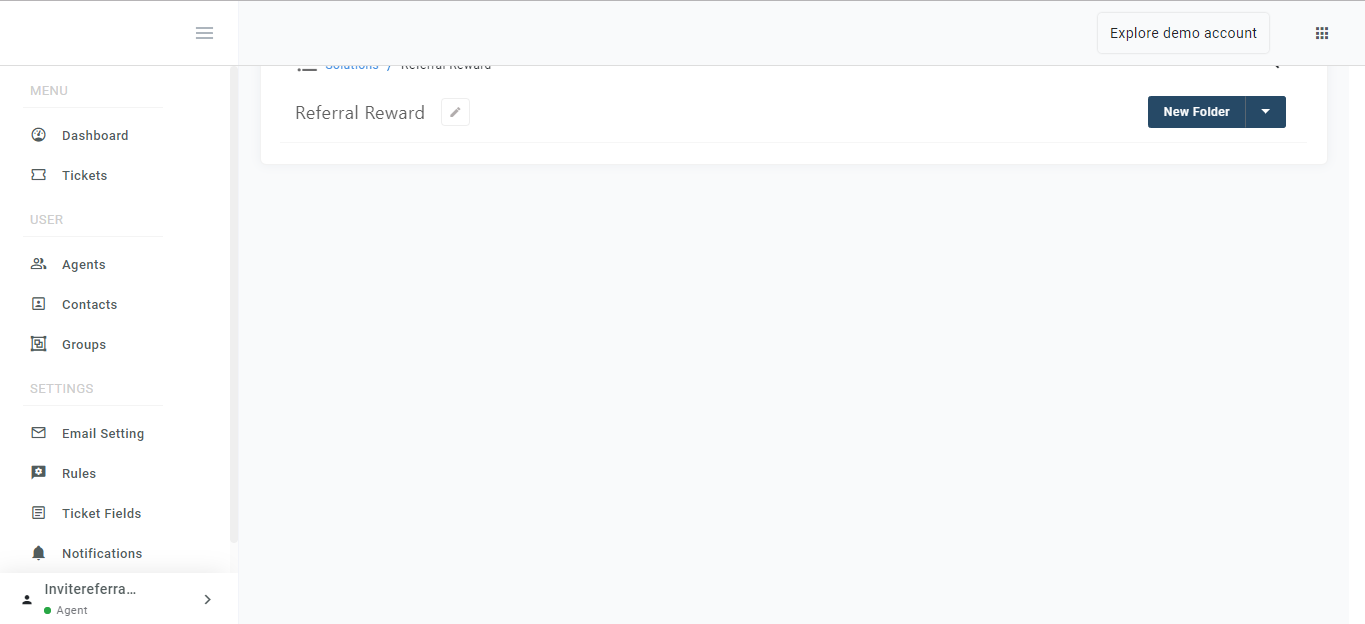 Explore demo account
Solutions / Referral Reward
Referral Reward
New Folder
MENU
Dashboard
Tickets
USER
Agents
Contacts
Groups
SETTINGS
Email Setting
Rules
Ticket Fields
Notifications
Invitereferra...
Agent